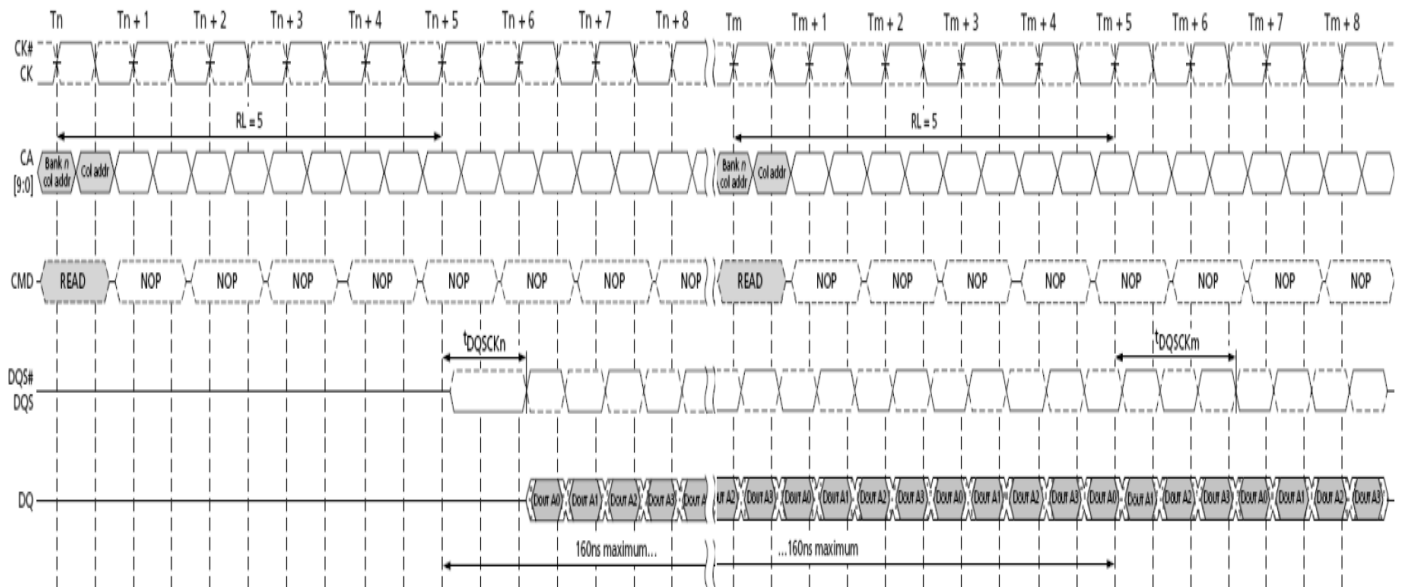 Tn Tn + 1 Tn + 2 Tn + 3 Tn + 4 Tn + 5 Tn + 6 Tn + 7 Tn + 8 Tm Tm + 1 Tm + 2 Tm + 3 Tm + 4 Tm + 5 Tm + 6 Tm + 7 Tm + 8
CK#
CK
RL = 5 RL = 5
CA
[9:0]
Bank n
col addr
Col addr
Bank n
col addr
Col addr
CMD READ NOP NOP NOP NOP NOP NOP NOP NOP READ NOP NOP NOP NOP NOP NOP NOP NOP
tDQSCKn tDQSCKm
DQS#
DQS
DQ DOUT A0 DOUT A1 DOUT A2 DOUT A3 DOUT A UT A2 DOUT A3 DOUT A0 DOUT A1 DOUT A2 DOUT A3 DOUT A0 DOUT A1 DOUT A2 DOUT A3 DOUT A0 DOUT A1 DOUT A2 DOUT A3 DOUT A0 DOUT A1 DOUT A2 DOUT A3
160ns maximum... ...160ns maximum